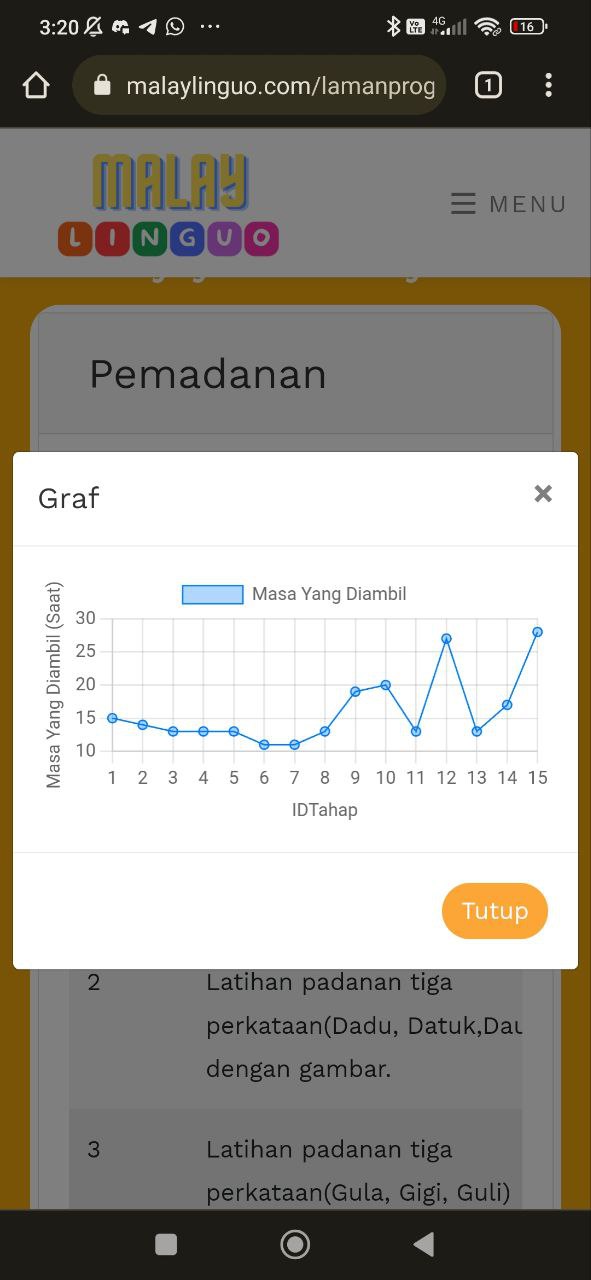 3:20
Vo LTE
4G
16
malaylinguo.com/lamanprog
1
MALAY
LINGUO
MENU
Pemadanan
Graf
×
Masa Yang Diambil
Masa Yang Diambil (Saat)
30
25
20
15
10
1 2 3 4 5 6 7 8 9 10 11 12 13 14 15
IDTahap
Tutup
2
Latihan padanan tiga
perkataan(Dadu, Datuk,Dau
dengan gambar.
3
Latihan padanan tiga
perkataan(Gula, Gigi, Guli)